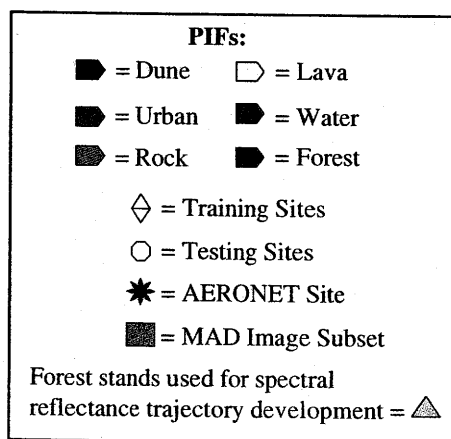 PIFs:
= Dune = Lava
= Urban = Water
= Rock = Forest
= Training Sites
= Testing Sites
= AERONET Site
= MAD Image Subset
Forest stands used for spectral
reflectance trajectory development =